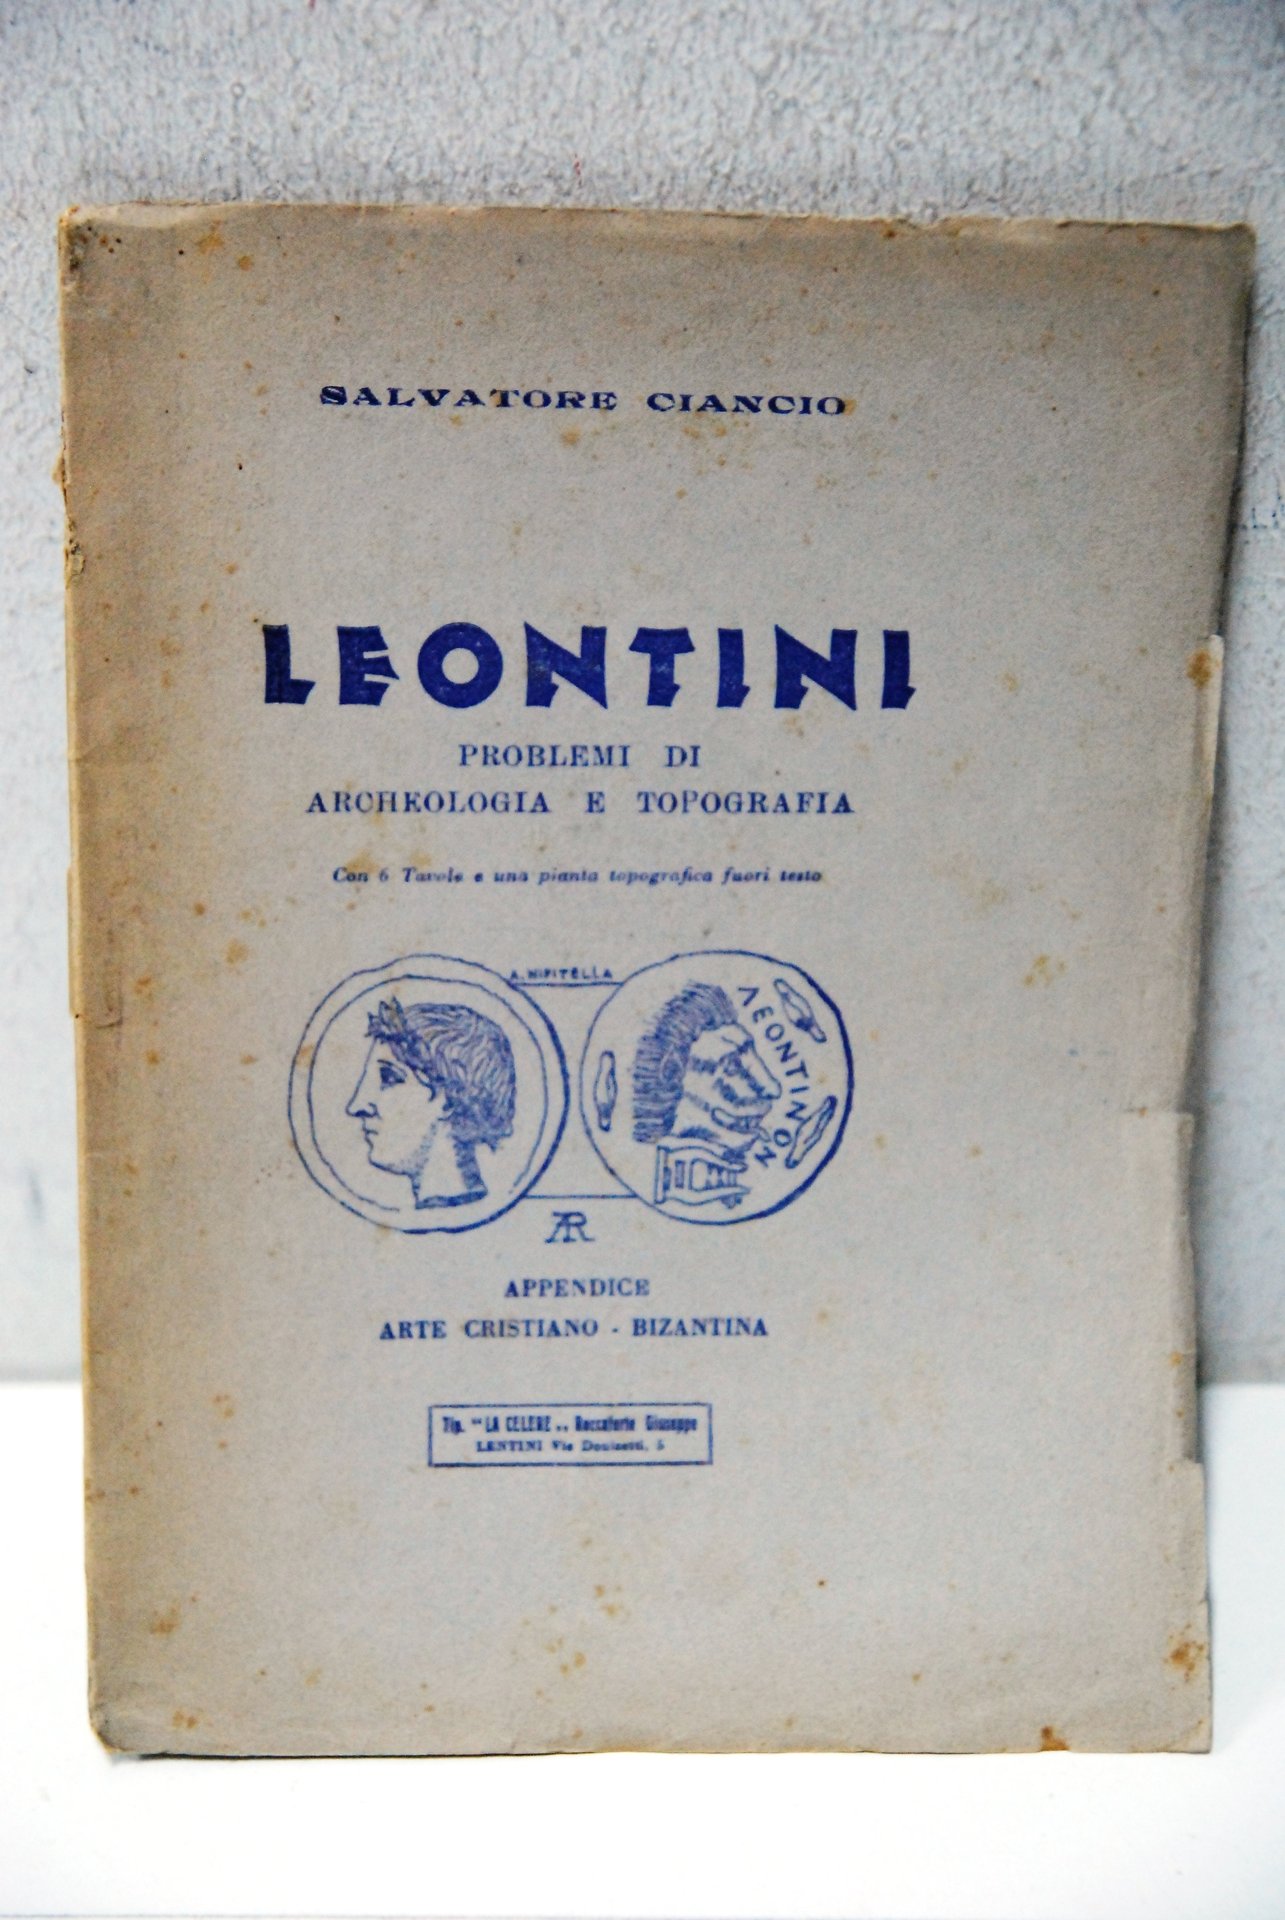 SALVATORE CIANCIO
LEONTINI
PROBLEMI DI
ARCHEOLOGIA E TOPOGRAFIA
Con 6 Tavole e una pianta topografica fuori testo
A. NIPITELLA
ΛEONTINON
AR
APPENDICE
ARTE CRISTIANO - BIZANTINA
Tip. "LA CELERE,, Roccaforte Giuseppe
LENTINI Via Donizetti, 5